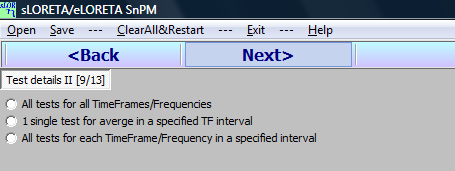 sLORETA/eLORETA SnPM
Open Save --- ClearAll&Restart --- Exit --- Help
<Back Next>
Test details II [9/13]
All tests for all TimeFrames/Frequencies
1 single test for averge in a specified TF interval
All tests for each TimeFrame/Frequency in a specified interval